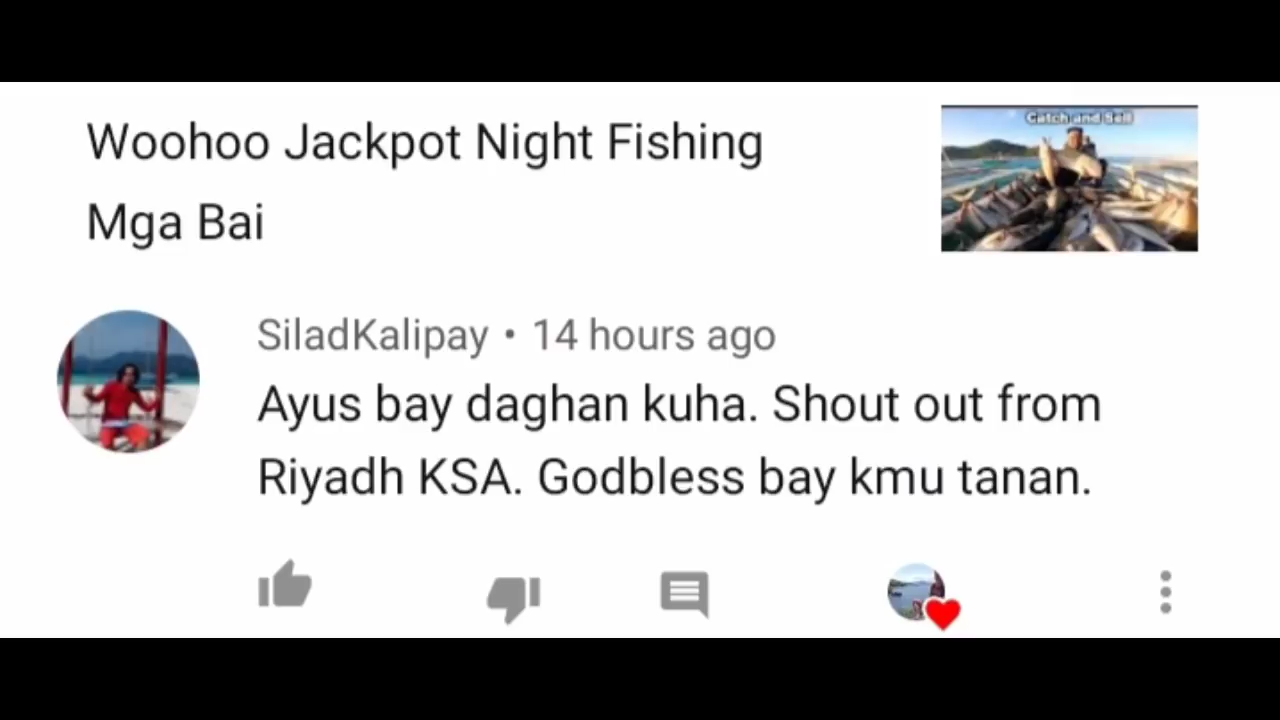 Woohoo Jackpot Night Fishing
Mga Bai
Catch and Sell
SiladKalipay • 14 hours ago
Ayus bay daghan kuha. Shout out from
Riyadh KSA. Godbless bay kmu tanan.